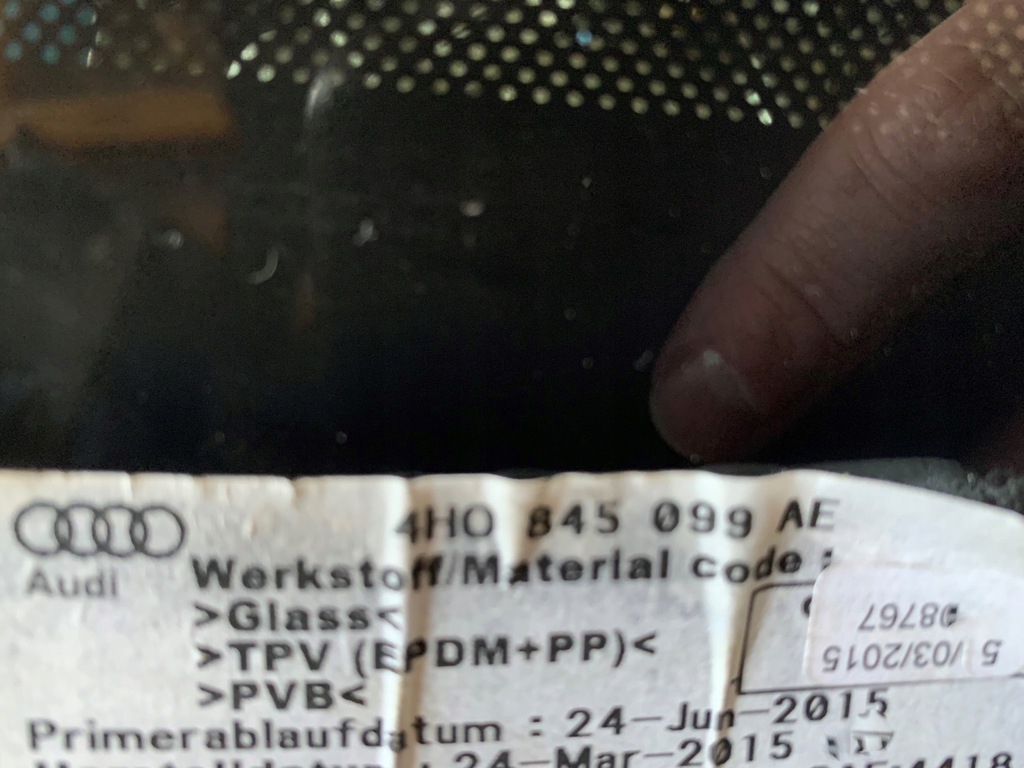 Audi
4H0 845 099 AE
Werkstoff/Material code :
>Glass<
>TPV (EPDM+PP)<
>PVB<
08767
5 /03/2015
Primerablaufdatum : 24-Jun-2015
: 24-Mar-2015
4418